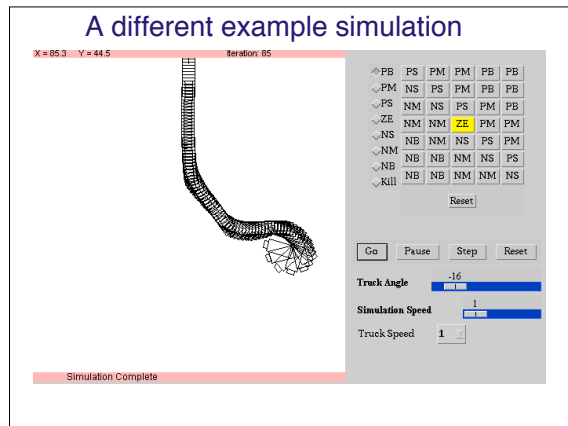 A different example simulation
X = 85.3 Y = 44.5 Iteration: 85
PB PS PM PM PB PB
PM NS PS PM PB PB
PS NM NS PS PM PB
ZE NM NM ZE PM PM
NS NB NM NS PS PM
NM NB NB NM NS PS
NB NB NB NM NM NS
Kill
Reset
Go Pause Step Reset
Truck Angle -16
Simulation Speed 1
Truck Speed 1
Simulation Complete